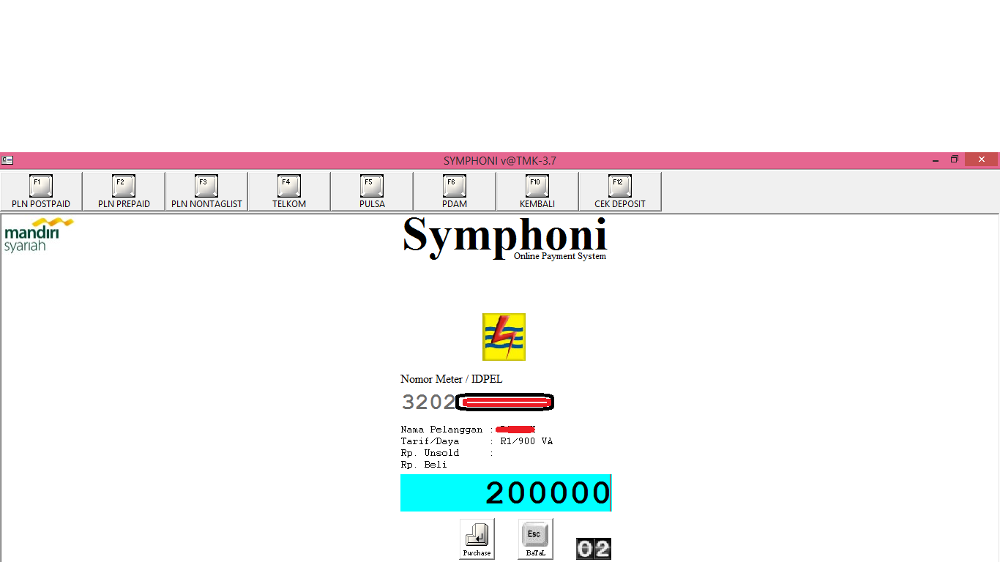 SYMPHONI v@TMK-3.7
F1 F2 F3 F4 F5 F6 F10 F12
PLN POSTPAID PLN PREPAID PLN NONTAGLIST TELKOM PULSA PDAM KEMBALI CEK DEPOSIT
mandiri
syariah
Symphoni
Online Payment System
Nomor Meter / IDPEL
3202
Nama Pelanggan :
Tarif/Daya : R1/900 VA
Rp. Unsold :
Rp. Beli
200000
Esc
Purchase BaTaL 02